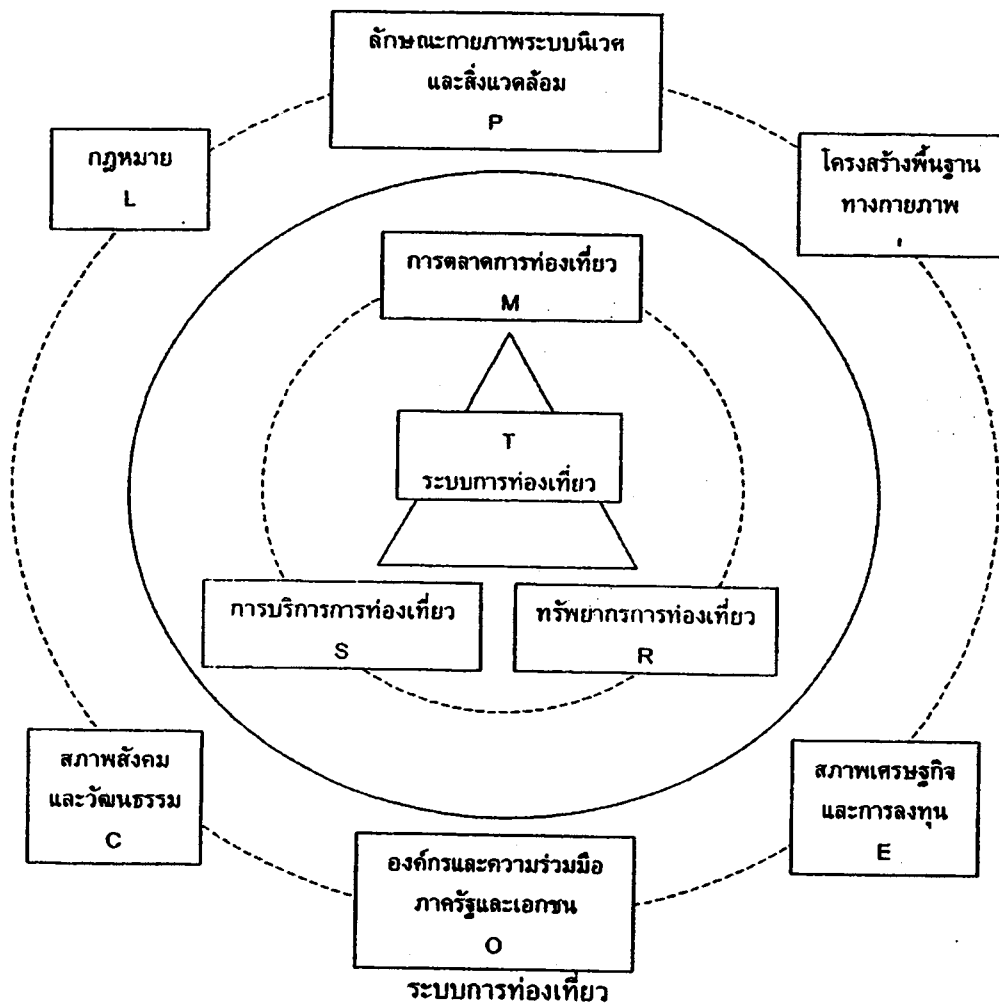 ลักษณะกายภาพระบบนิเวศ
และสิ่งแวดล้อม
P
กฎหมาย
L
โครงสร้างพื้นฐาน
ทางกายภาพ
การตลาดการท่องเที่ยว
M
T
ระบบการท่องเที่ยว
การบริการการท่องเที่ยว
S
ทรัพยากรการท่องเที่ยว
R
สภาพสังคม
และวัฒนธรรม
C
สภาพเศรษฐกิจ
และการลงทุน
E
องค์กรและความร่วมมือ
ภาครัฐและเอกชน
O
ระบบการท่องเที่ยว